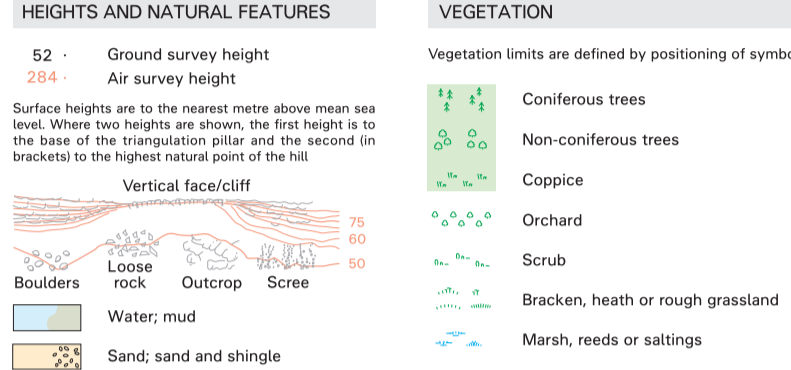 HEIGHTS AND NATURAL FEATURES
52 · Ground survey height
284 · Air survey height
Surface heights are to the nearest metre above mean sea
level. Where two heights are shown, the first height is to
the base of the triangulation pillar and the second (in
brackets) to the highest natural point of the hill
Vertical face/cliff
75
60
50
Boulders
Loose
rock
Outcrop
Scree
Water; mud
Sand; sand and shingle
VEGETATION
Vegetation limits are defined by positioning of symbo
Coniferous trees
Non-coniferous trees
Coppice
Orchard
Scrub
Bracken, heath or rough grassland
Marsh, reeds or saltings